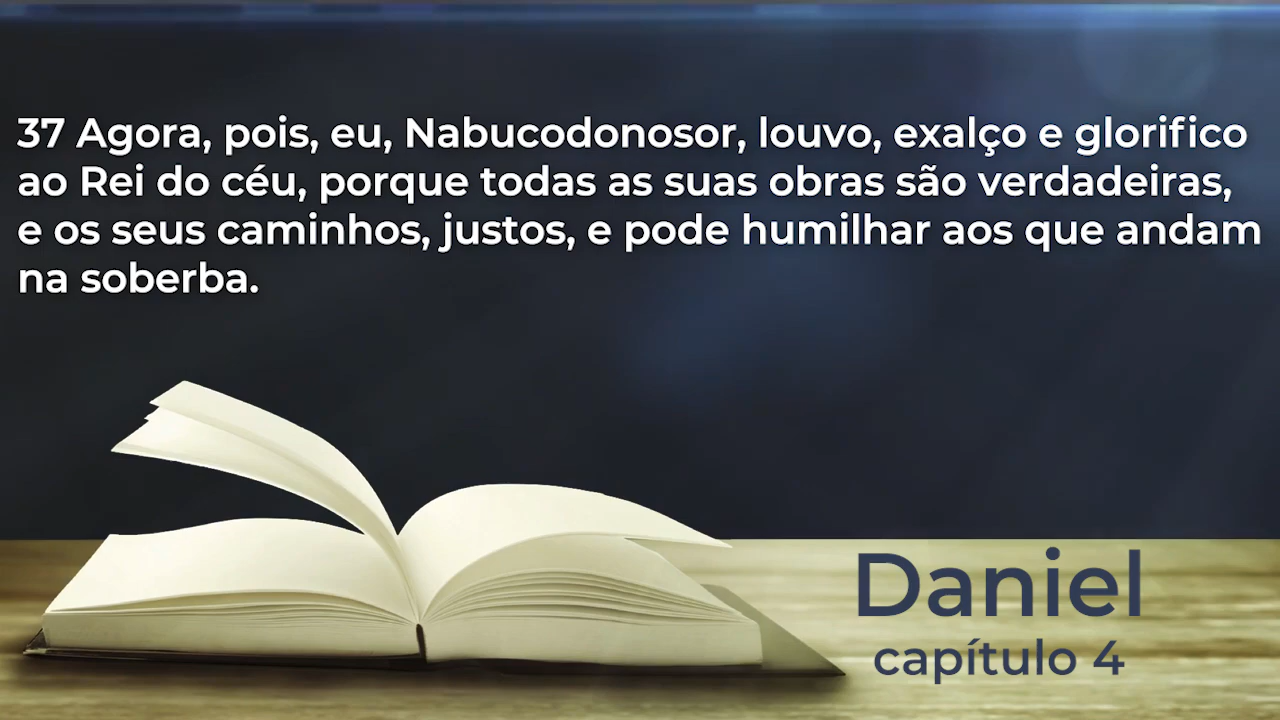 37 Agora, pois, eu, Nabucodonosor, louvo, exalço e glorifico
ao Rei do céu, porque todas as suas obras são verdadeiras,
e os seus caminhos, justos, e pode humilhar aos que andam
na soberba.
Daniel
capítulo 4